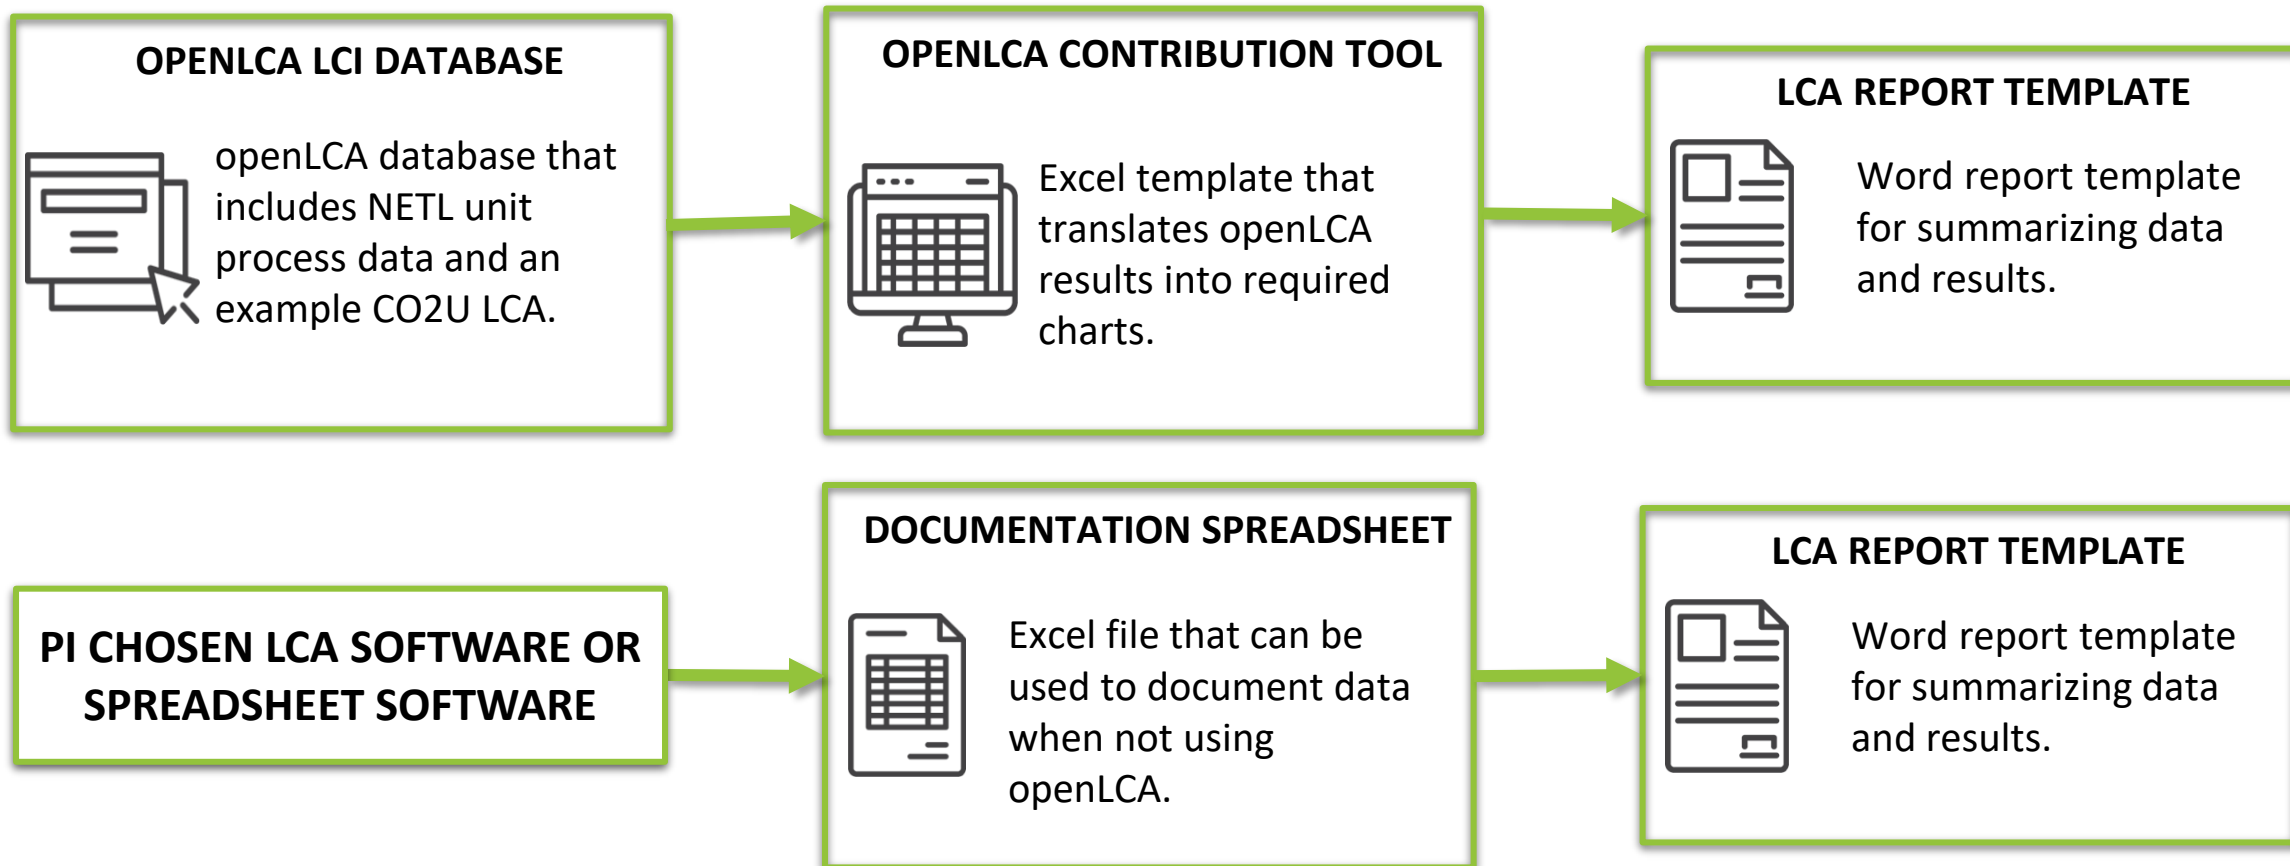 OPENLCA LCI DATABASE
openLCA database that
includes NETL unit
process data and an
example CO2U LCA.
OPENLCA CONTRIBUTION TOOL
Excel template that
translates openLCA
results into required
charts.
LCA REPORT TEMPLATE
Word report template
for summarizing data
and results.
PI CHOSEN LCA SOFTWARE OR
SPREADSHEET SOFTWARE
DOCUMENTATION SPREADSHEET
Excel file that can be
used to document data
when not using
openLCA.
LCA REPORT TEMPLATE
Word report template
for summarizing data
and results.